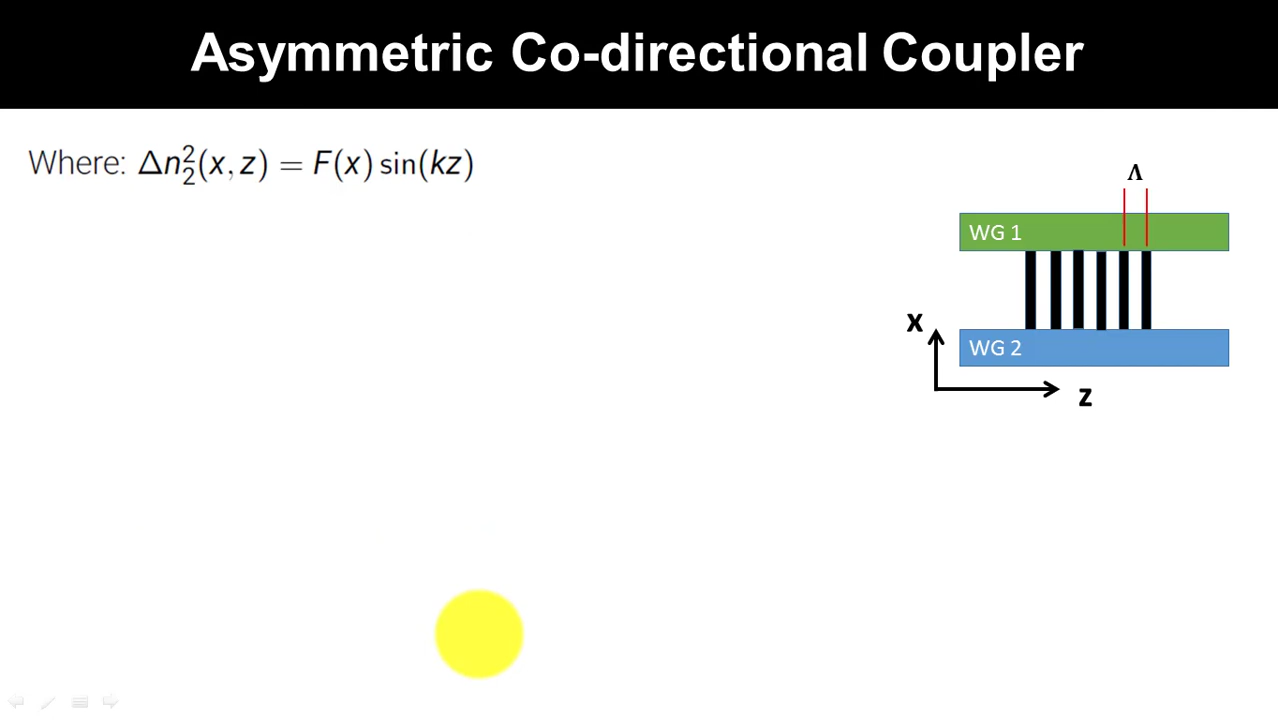 Asymmetric Co-directional Coupler
Where: Δn₂²(x, z) = F(x) sin(kz)
Λ
WG 1
WG 2
x
z